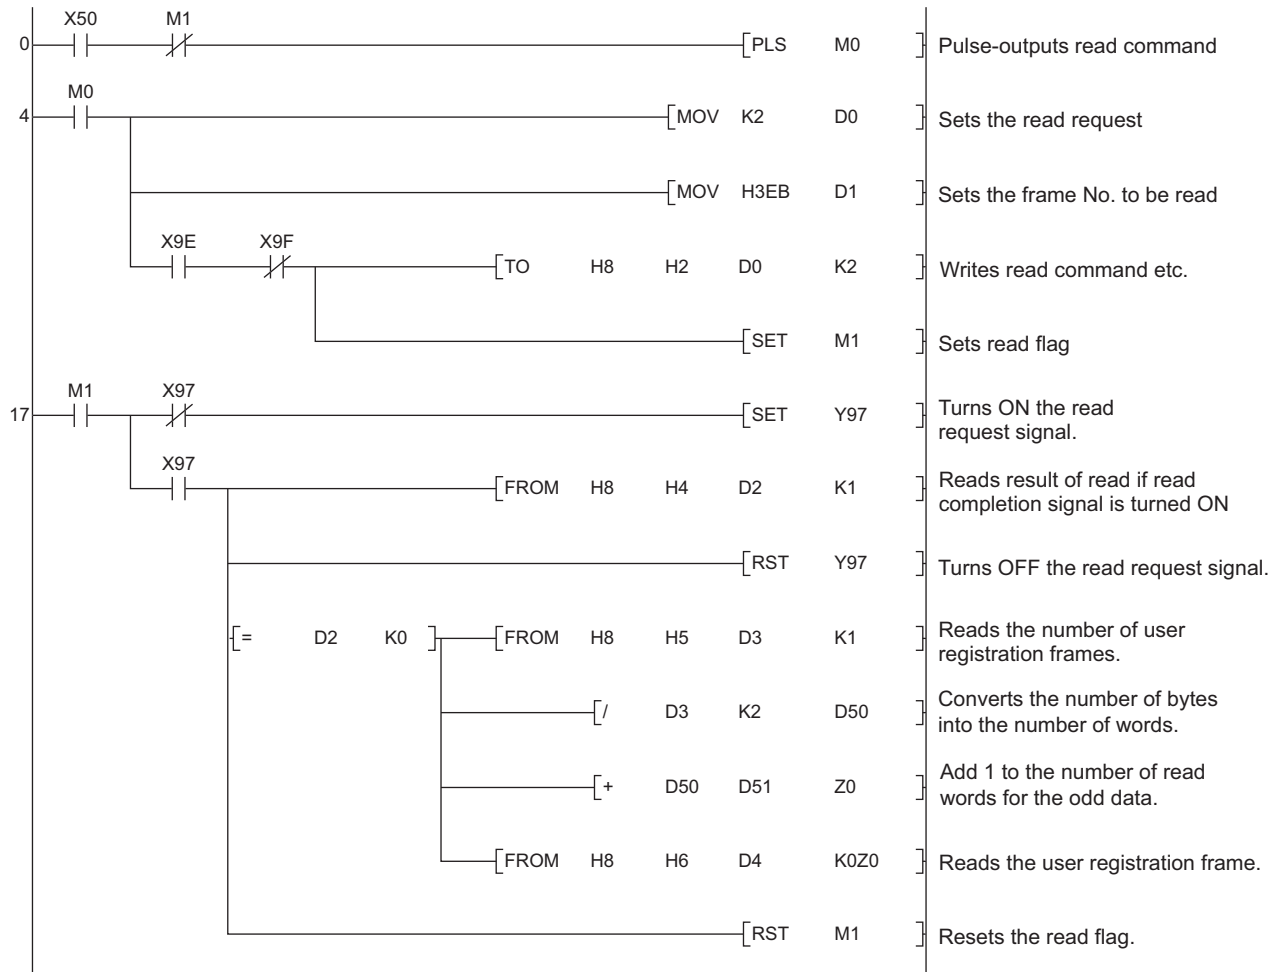 X50 M1
0 [PLS M0 ] Pulse-outputs read command
M0
4 [MOV K2 D0 ] Sets the read request
[MOV H3EB D1 ] Sets the frame No. to be read
X9E X9F
[TO H8 H2 D0 K2 ] Writes read command etc.
[SET M1 ] Sets read flag
M1 X97
17 [SET Y97 ] Turns ON the read
request signal.
X97
[FROM H8 H4 D2 K1 ] Reads result of read if read
completion signal is turned ON
[RST Y97 ] Turns OFF the read request signal.
[= D2 K0 ] [FROM H8 H5 D3 K1 ] Reads the number of user
registration frames.
[/ D3 K2 D50 ] Converts the number of bytes
into the number of words.
[+ D50 D51 Z0 ] Add 1 to the number of read
words for the odd data.
[FROM H8 H6 D4 K0Z0 ] Reads the user registration frame.
[RST M1 ] Resets the read flag.